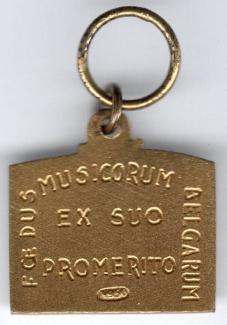 FŒDUS
MUSICORUM
BELGARUM
EX SUO
PROMERITO